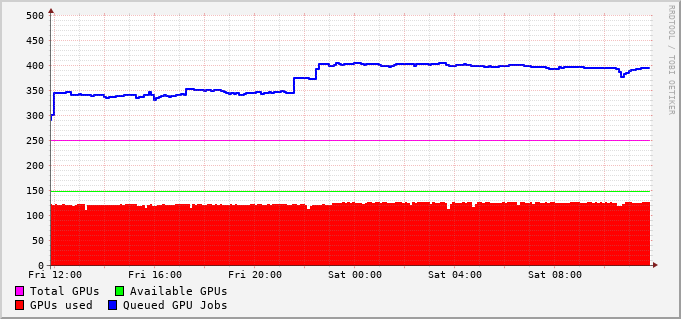 500
450
400
350
300
250
200
150
100
50
0
Fri 12:00 Fri 16:00 Fri 20:00 Sat 00:00 Sat 04:00 Sat 08:00
Total GPUs Available GPUs
GPUs used Queued GPU Jobs
RRDTOOL / TOBI OETIKER